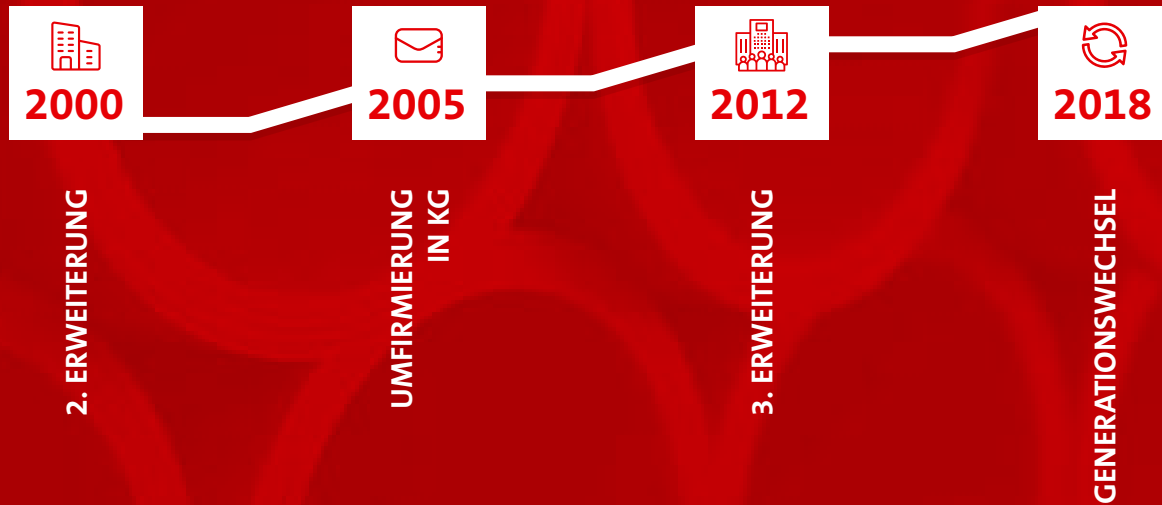 2000
2. ERWEITERUNG
2005
UMFIRMIERUNG
IN KG
2012
3. ERWEITERUNG
2018
GENERATIONSWECHSEL